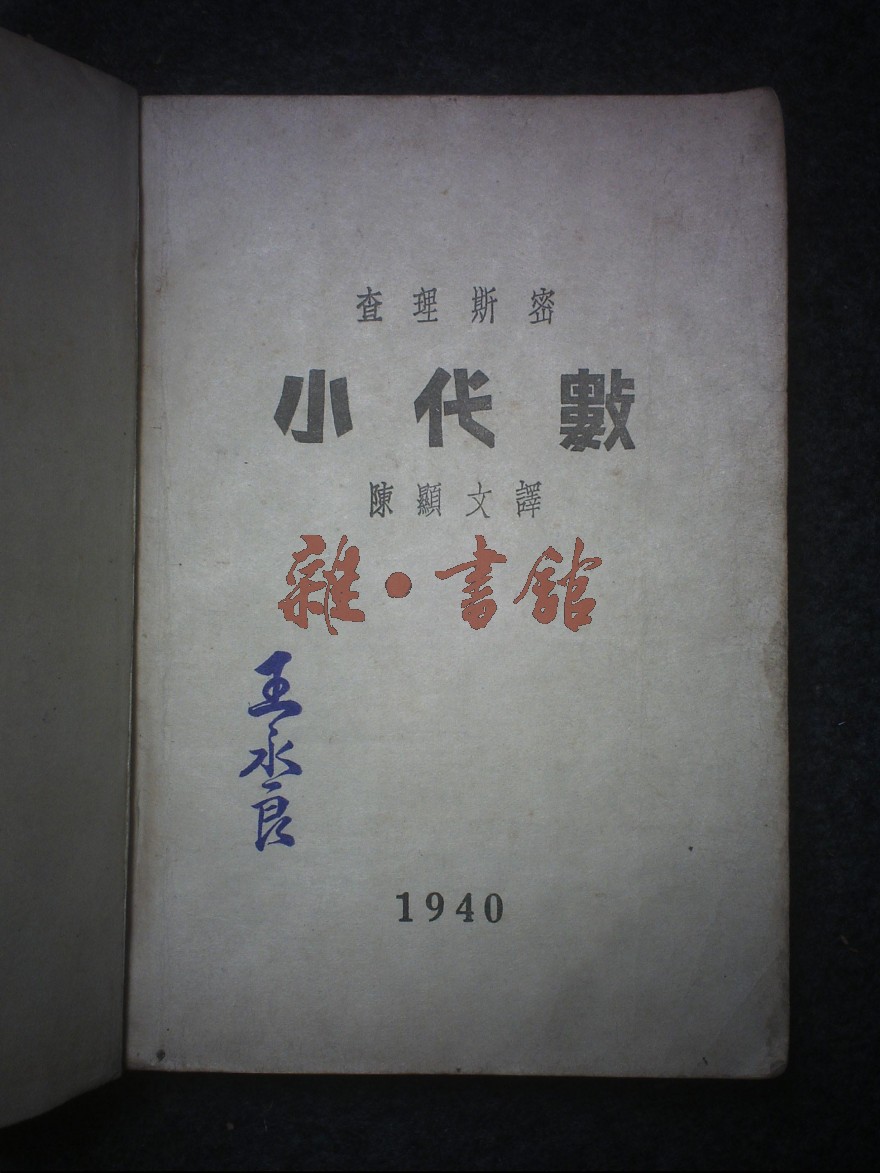 查理斯密
小代數
陳顯文譯
雜•書館
王永良
1940